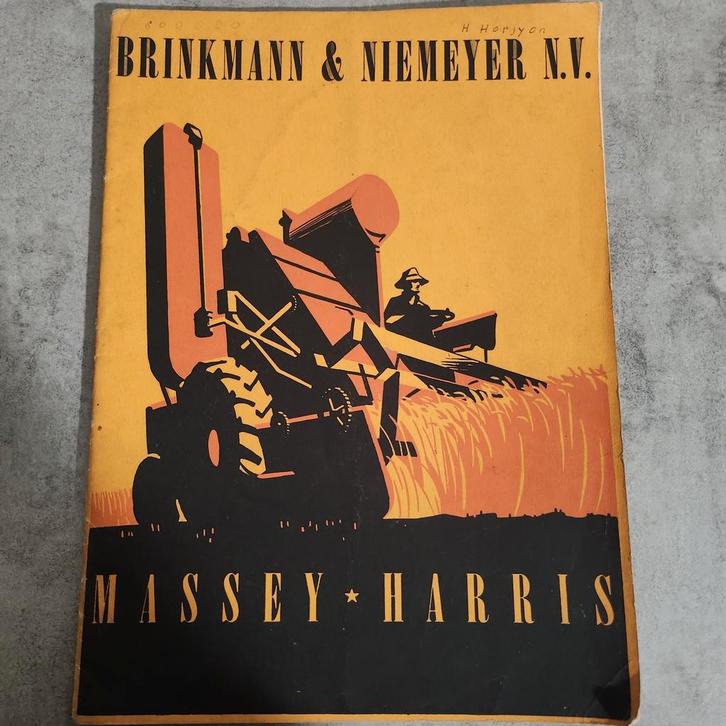 BRINKMANN & NIEMEYER N.V.
MASSEY ★ HARRIS